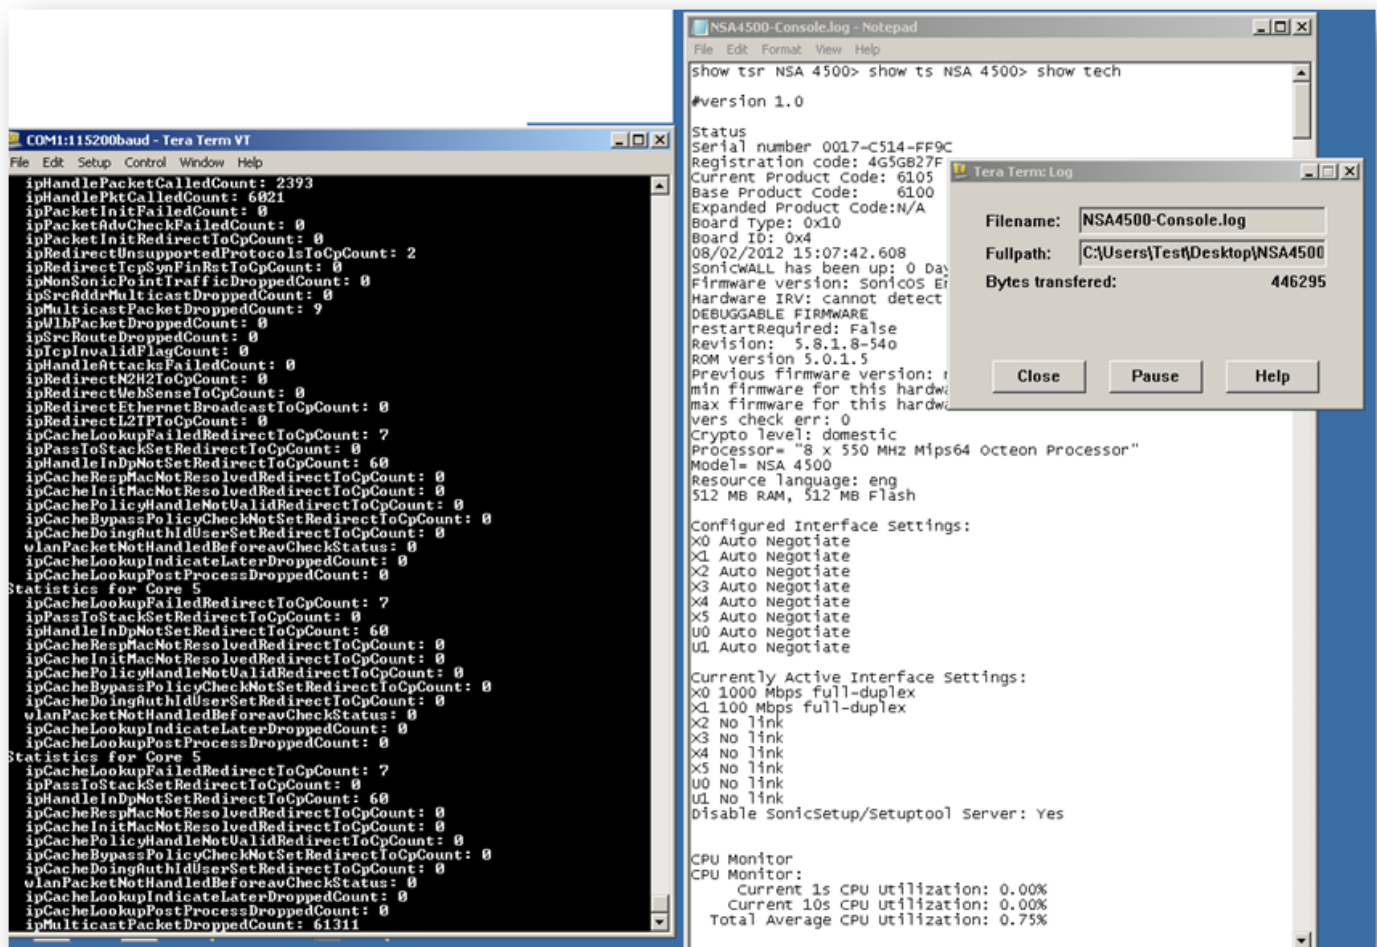 COM1:115200baud - Tera Term VT
File Edit Setup Control Window Help
ipHandlePacketCalledCount: 2393
ipHandlePktCalledCount: 6021
ipPacketInitFailedCount: 0
ipPacketAdvCheckFailedCount: 0
ipPacketInitRedirectToCpCount: 0
ipRedirectUnsupportedProtocolsToCpCount: 2
ipRedirectTcpSynFinRstToCpCount: 0
ipNonSonicPointTrafficDroppedCount: 0
ipSrcAddrMulticastDroppedCount: 0
ipMulticastPacketDroppedCount: 9
ipWlbPacketDroppedCount: 0
ipSrcRouteDroppedCount: 0
ipTcpInvalidFlagCount: 0
ipHandleAttacksFailedCount: 0
ipRedirectN2H2ToCpCount: 0
ipRedirectWebSenseToCpCount: 0
ipRedirectEthernetBroadcastToCpCount: 0
ipRedirectL2TPToCpCount: 0
ipCacheLookupFailedRedirectToCpCount: 7
ipPassToStackSetRedirectToCpCount: 0
ipHandleInDpNotSetRedirectToCpCount: 60
ipCacheRespMacNotResolvedRedirectToCpCount: 0
ipCacheInitMacNotResolvedRedirectToCpCount: 0
ipCachePolicyHandleNotValidRedirectToCpCount: 0
ipCacheBypassPolicyCheckNotSetRedirectToCpCount: 0
ipCacheDoingAuthIdUserSetRedirectToCpCount: 0
wlanPacketNotHandledBeforeavCheckStatus: 0
ipCacheLookupIndicateLaterDroppedCount: 0
ipCacheLookupPostProcessDroppedCount: 0
Statistics for Core 5
ipCacheLookupFailedRedirectToCpCount: 7
ipPassToStackSetRedirectToCpCount: 0
ipHandleInDpNotSetRedirectToCpCount: 60
ipCacheRespMacNotResolvedRedirectToCpCount: 0
ipCacheInitMacNotResolvedRedirectToCpCount: 0
ipCachePolicyHandleNotValidRedirectToCpCount: 0
ipCacheBypassPolicyCheckNotSetRedirectToCpCount: 0
ipCacheDoingAuthIdUserSetRedirectToCpCount: 0
wlanPacketNotHandledBeforeavCheckStatus: 0
ipCacheLookupIndicateLaterDroppedCount: 0
ipCacheLookupPostProcessDroppedCount: 0
Statistics for Core 5
ipCacheLookupFailedRedirectToCpCount: 7
ipPassToStackSetRedirectToCpCount: 0
ipHandleInDpNotSetRedirectToCpCount: 60
ipCacheRespMacNotResolvedRedirectToCpCount: 0
ipCacheInitMacNotResolvedRedirectToCpCount: 0
ipCachePolicyHandleNotValidRedirectToCpCount: 0
ipCacheBypassPolicyCheckNotSetRedirectToCpCount: 0
ipCacheDoingAuthIdUserSetRedirectToCpCount: 0
wlanPacketNotHandledBeforeavCheckStatus: 0
ipCacheLookupIndicateLaterDroppedCount: 0
ipCacheLookupPostProcessDroppedCount: 0
ipMulticastPacketDroppedCount: 61311
NSA4500-Console.log - Notepad
File Edit Format View Help
show tsr NSA 4500> show ts NSA 4500> show tech
#version 1.0
Status
Serial number 0017-C514-FF9C
Registration code: 4G5GB27F
Current Product Code: 6105
Base Product Code: 6100
Expanded Product Code:N/A
Board Type: 0x10
Board ID: 0x4
08/02/2012 15:07:42.608
SonicWALL has been up: 0 Day
Firmware version: SonicOS En
Hardware IRV: cannot detect
DEBUGGABLE FIRMWARE
restartRequired: False
Revision: 5.8.1.8-54o
ROM version 5.0.1.5
Previous firmware version:
min firmware for this hardwa
max firmware for this hardwa
vers check err: 0
Crypto level: domestic
Processor= "8 x 550 MHz Mips64 Octeon Processor"
Model= NSA 4500
Resource language: eng
512 MB RAM, 512 MB Flash
Configured Interface Settings:
X0 Auto Negotiate
X1 Auto Negotiate
X2 Auto Negotiate
X3 Auto Negotiate
X4 Auto Negotiate
X5 Auto Negotiate
U0 Auto Negotiate
U1 Auto Negotiate
Currently Active Interface Settings:
X0 1000 Mbps full-duplex
X1 100 Mbps full-duplex
X2 No link
X3 No link
X4 No link
X5 No link
U0 No link
U1 No link
Disable SonicSetup/Setuptool Server: Yes
CPU Monitor
CPU Monitor:
Current 1s CPU Utilization: 0.00%
Current 10s CPU Utilization: 0.00%
Total Average CPU Utilization: 0.75%
Tera Term: Log
Filename: NSA4500-Console.log
Fullpath: C:\Users\Test\Desktop\NSA4500
Bytes transfered: 446295
Close Pause Help